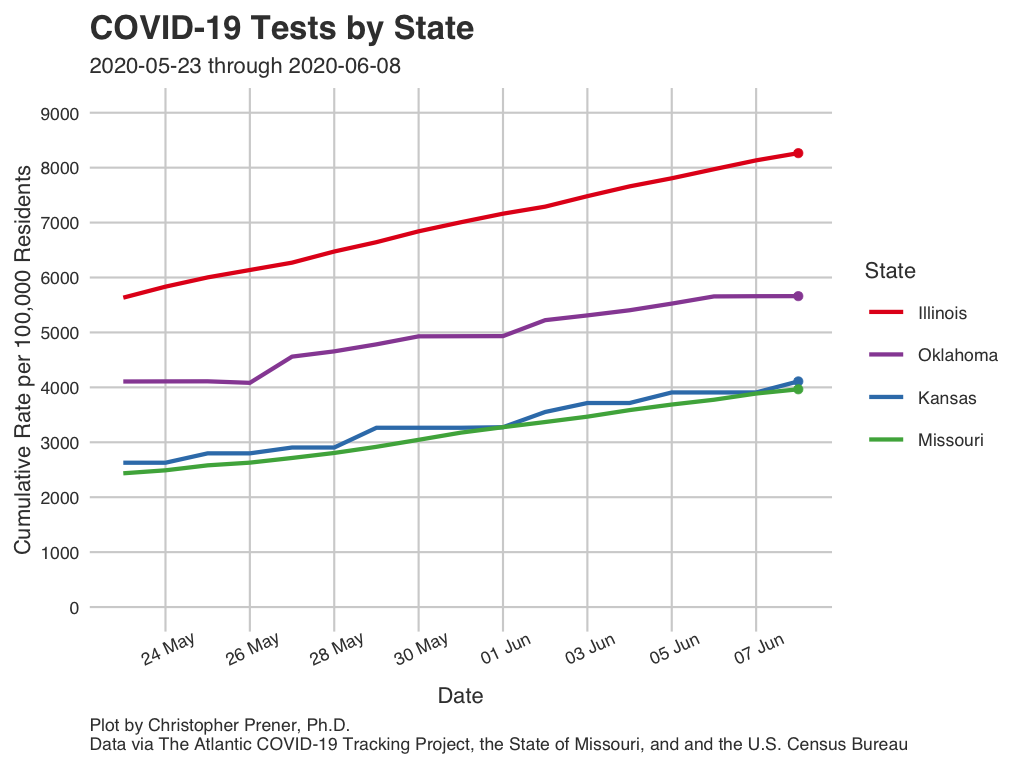 COVID-19 Tests by State
2020-05-23 through 2020-06-08
Cumulative Rate per 100,000 Residents
9000
8000
7000
6000
5000
4000
3000
2000
1000
0
24 May
26 May
28 May
30 May
01 Jun
03 Jun
05 Jun
07 Jun
Date
State
Illinois
Oklahoma
Kansas
Missouri
Plot by Christopher Prener, Ph.D.
Data via The Atlantic COVID-19 Tracking Project, the State of Missouri, and and the U.S. Census Bureau